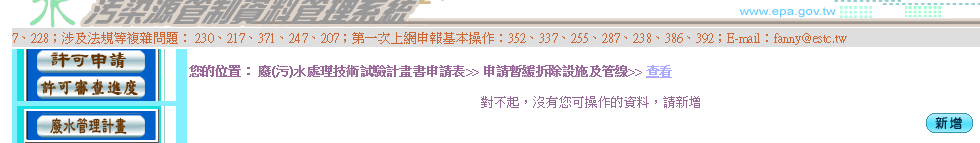 水污染源管制資料管理系統
www.epa.gov.tw
7、228；涉及法規等複雜問題： 230、217、371、247、207；第一次上網申報基本操作：352、337、255、287、238、386、392；E-mail：fanny@estc.tw
許可申請
許可審查進度
廢水管理計畫
您的位置： 廢(污)水處理技術試驗計畫書申請表>> 申請暫緩拆除設施及管線>> 查看
對不起，沒有您可操作的資料，請新增
新增